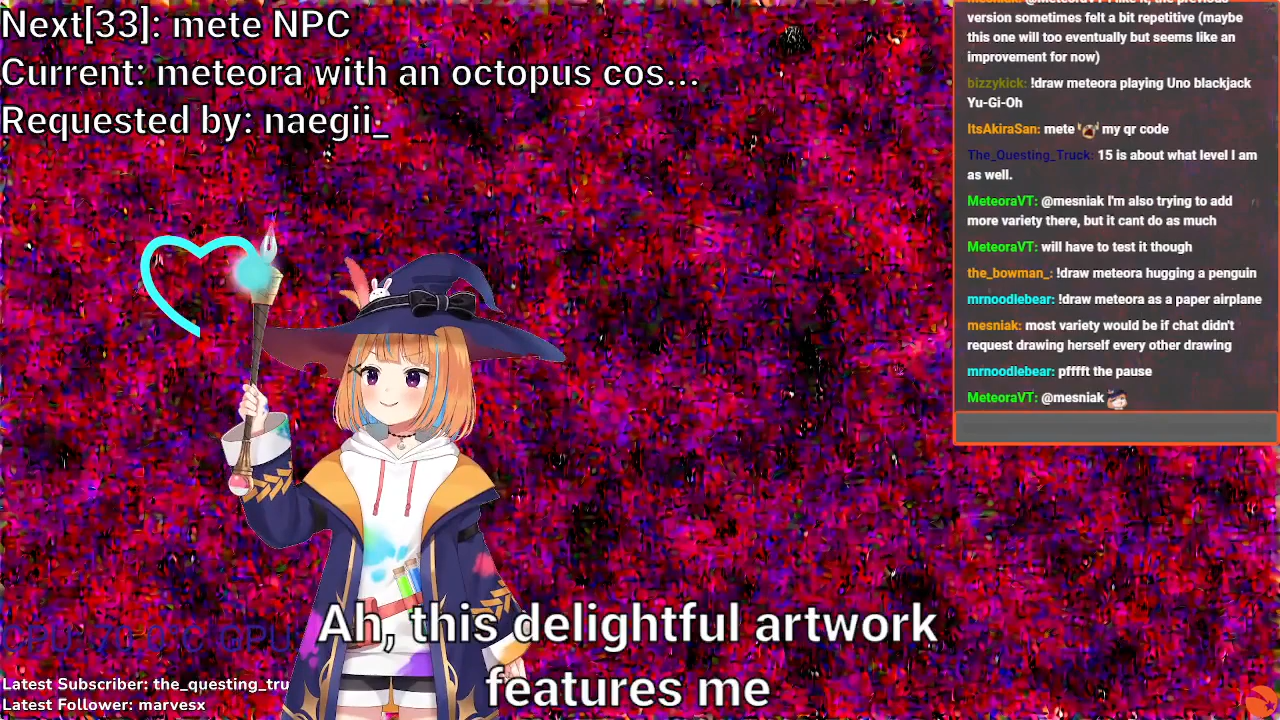 Next[33]: mete NPC
Current: meteora with an octopus cos...
Requested by: naegii_
version sometimes felt a bit repetitive (maybe
this one will too eventually but seems like an
improvement for now)
bizzykick: !draw meteora playing Uno blackjack
Yu-Gi-Oh
ItsAkiraSan: mete my qr code
The_Questing_Truck: 15 is about what level I am
as well.
MeteoraVT: @mesniak I'm also trying to add
more variety there, but it cant do as much
MeteoraVT: will have to test it though
the_bowman_: !draw meteora hugging a penguin
mrnoodlebear: !draw meteora as a paper airplane
mesniak: most variety would be if chat didn't
request drawing herself every other drawing
mrnoodlebear: pfffft the pause
MeteoraVT: @mesniak
Ah, this delightful artwork
features me
CPU: 70.0°C GPU:
Latest Subscriber: the_questing_tru
Latest Follower: marvesx